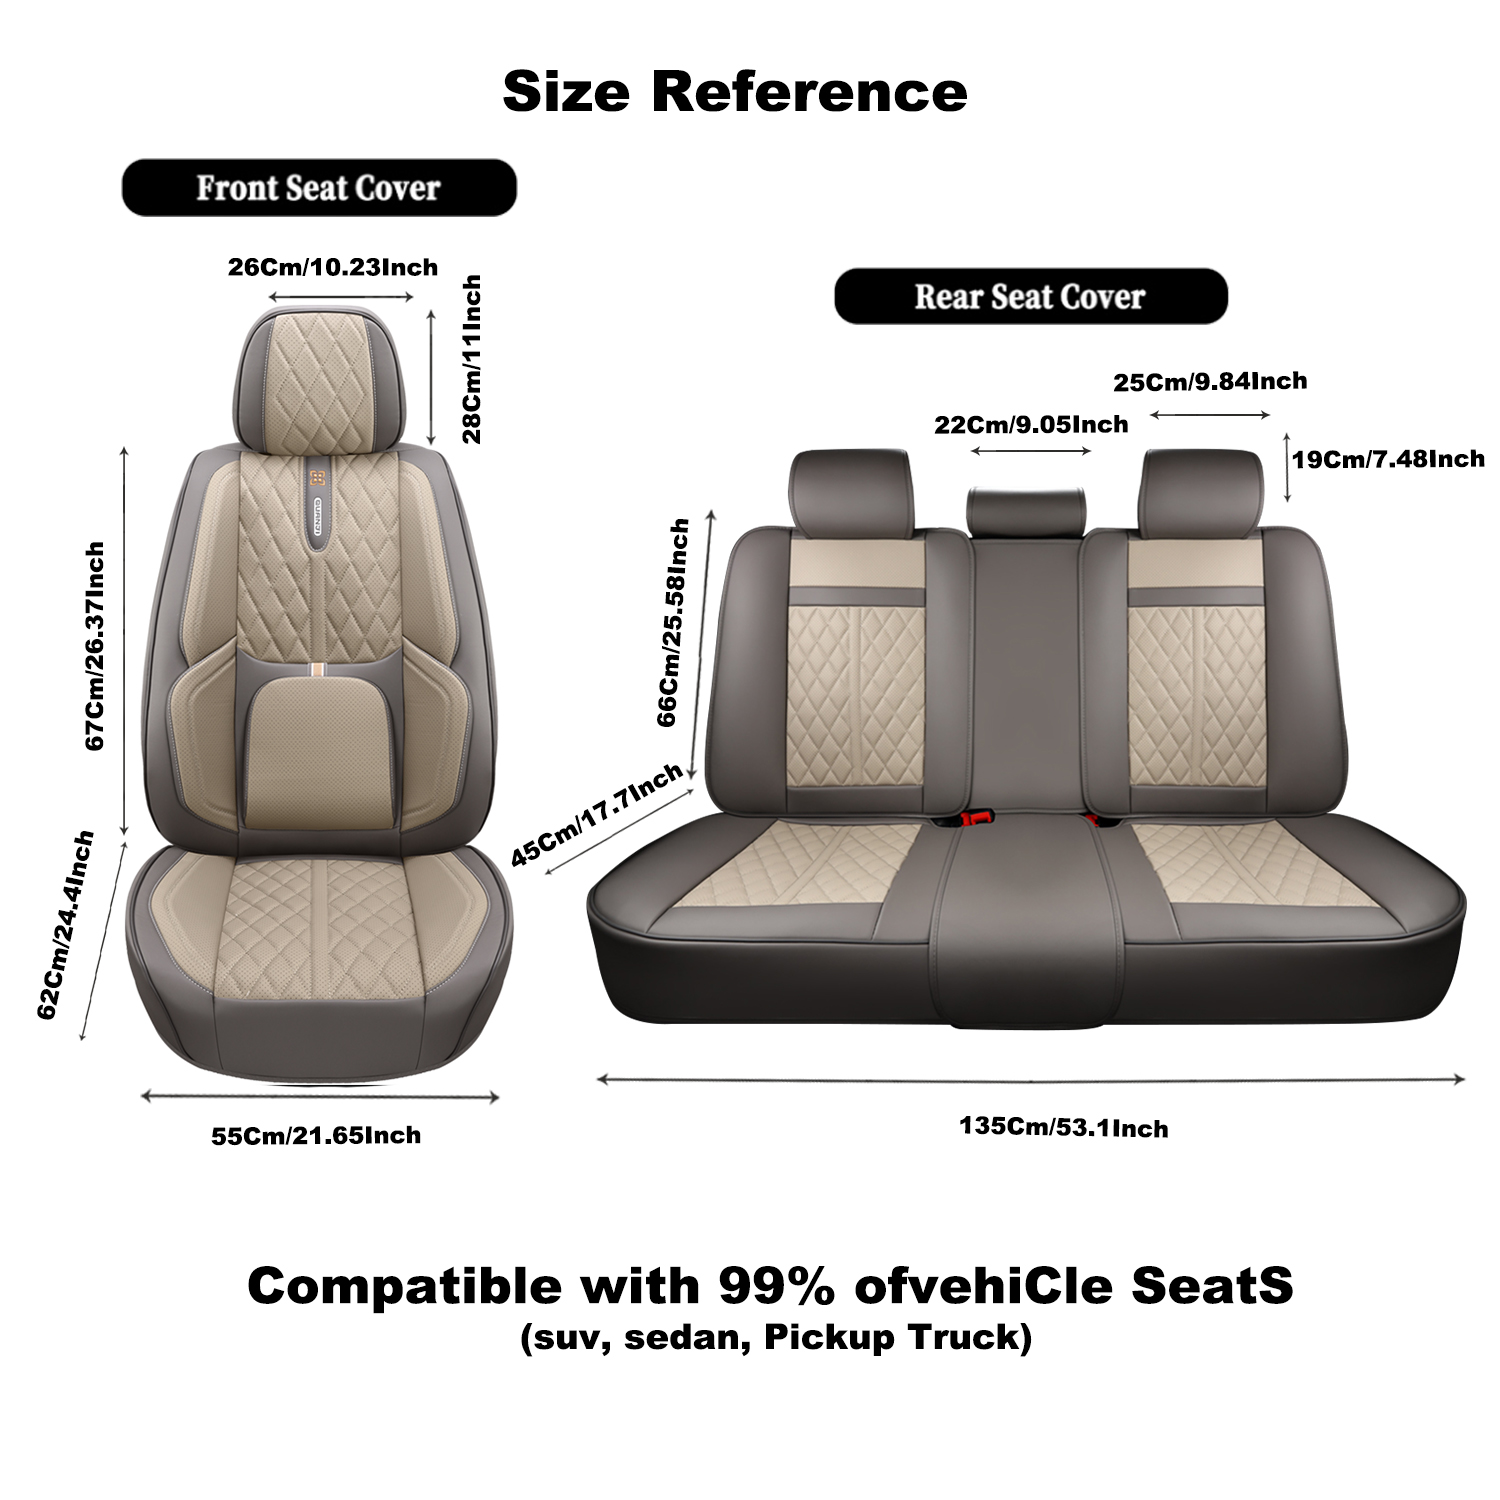 Size Reference
Front Seat Cover
26Cm/10.23Inch
28Cm/11Inch
67Cm/26.37Inch
62Cm/24.4Inch
55Cm/21.65Inch
Rear Seat Cover
25Cm/9.84Inch
22Cm/9.05Inch
19Cm/7.48Inch
66Cm/25.58Inch
45Cm/17.7Inch
135Cm/53.1Inch
Compatible with 99% ofvehiCle SeatS
(suv, sedan, Pickup Truck)